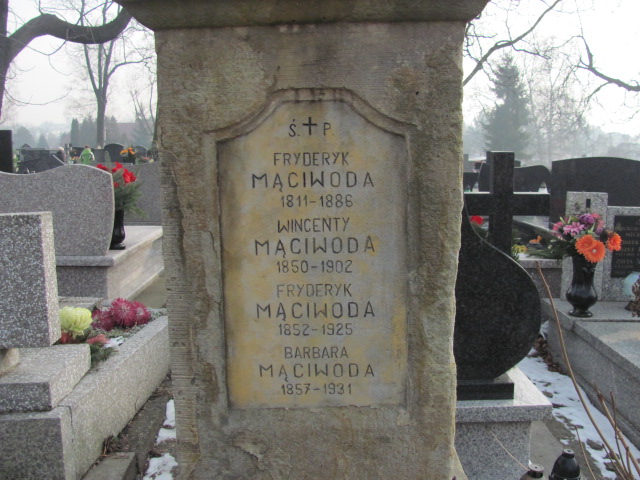 Ś † P
FRYDERYK
MĄCIWODA
1811-1886
WINCENTY
MĄCIWODA
1850-1902
FRYDERYK
MĄCIWODA
1852-1925
BARBARA
MĄCIWODA
1857-1931